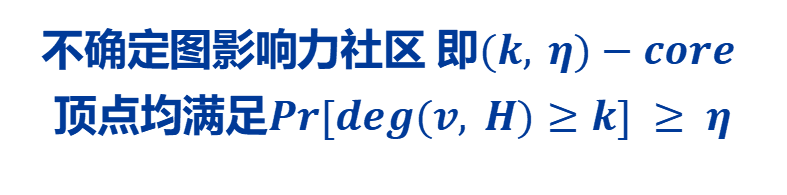 不确定图影响力社区 即(k, η) − core
顶点均满足Pr[deg(v, H) ≥ k] ≥ η